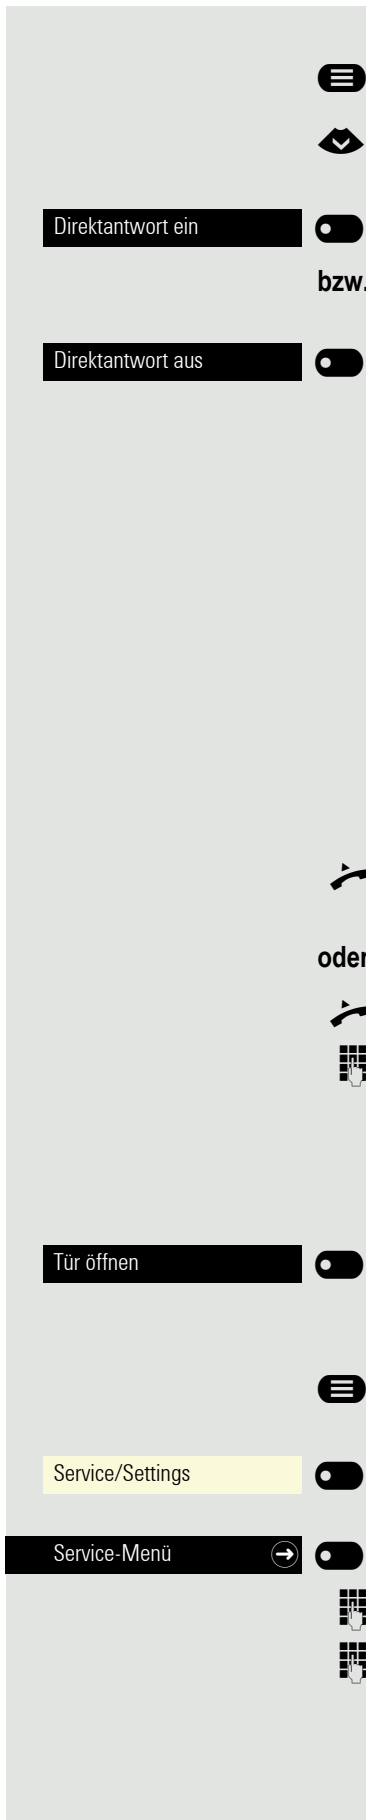 Direktantwort ein
bzw.
Direktantwort aus
oder
Tür öffnen
Service/Settings
Service-Menü